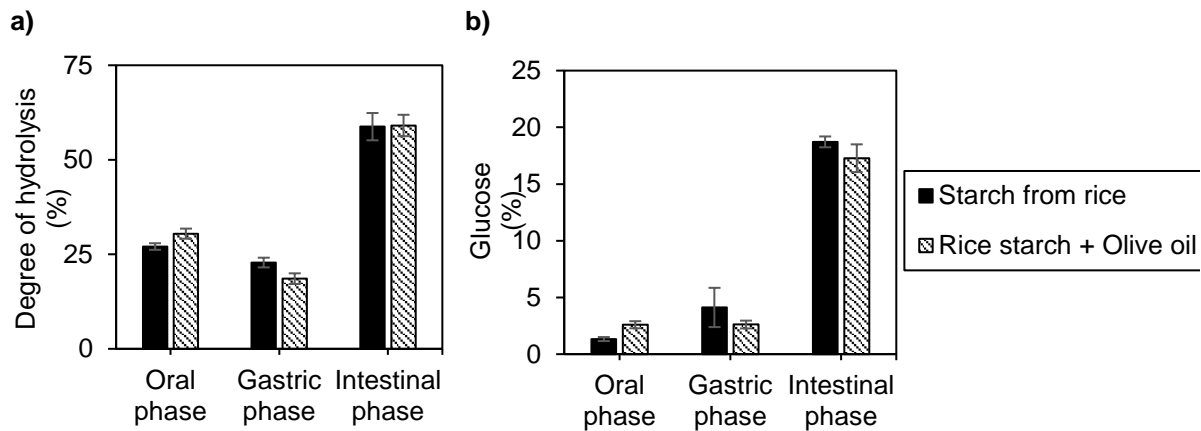 a)
Degree of hydrolysis
(%)
75
50
25
0
Oral
phase
Gastric
phase
Intestinal
phase
b)
Glucose
(%)
25
20
15
10
5
0
Oral
phase
Gastric
phase
Intestinal
phase
Starch from rice
Rice starch + Olive oil